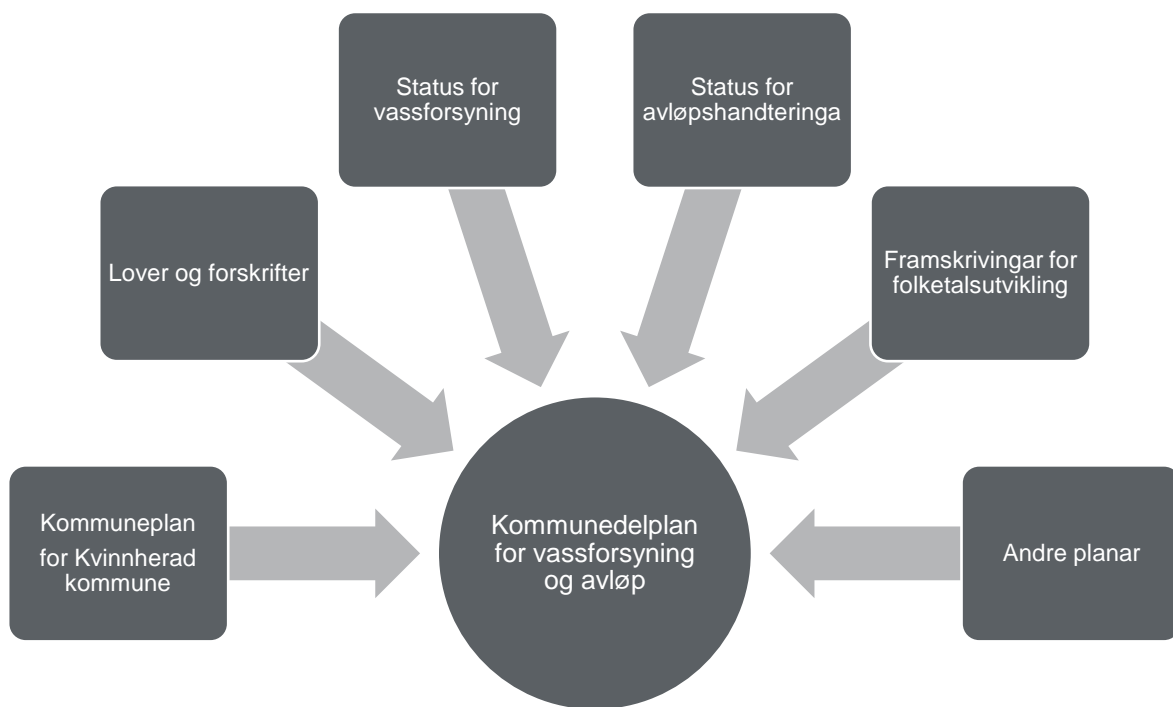 Status for
vassforsyning
Status for
avløpshandteringa
Lover og forskrifter
Framskrivingar for
folketalsutvikling
Kommuneplan
for Kvinnherad
kommune
Kommunedelplan
for vassforsyning
og avløp
Andre planar